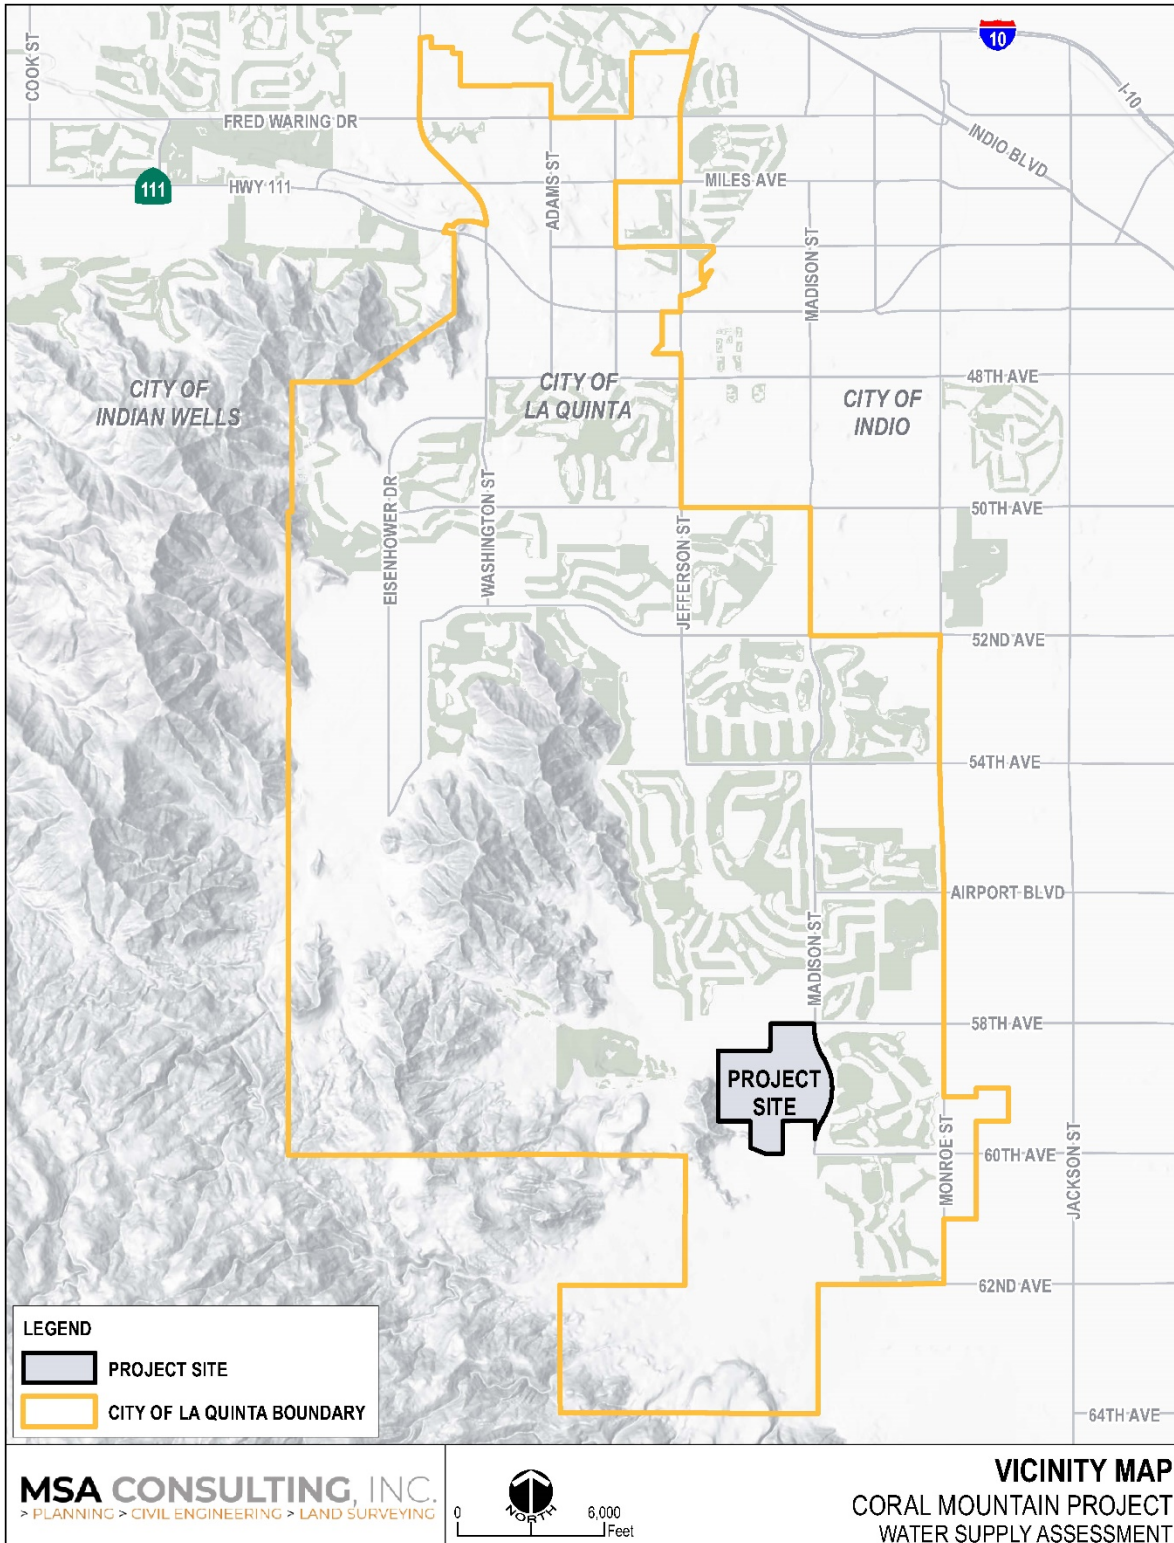 10
I-10
COOK ST
FRED WARING DR
INDIO BLVD
111
HWY 111
ADAMS ST
MILES AVE
MADISON ST
CITY OF
INDIAN WELLS
CITY OF
LA QUINTA
48TH AVE
CITY OF
INDIO
EISENHOWER DR
WASHINGTON ST
50TH AVE
JEFFERSON ST
52ND AVE
54TH AVE
AIRPORT BLVD
MADISON ST
58TH AVE
PROJECT
SITE
MONROE ST
60TH AVE
JACKSON ST
62ND AVE
64TH AVE
LEGEND
PROJECT SITE
CITY OF LA QUINTA BOUNDARY
MSA CONSULTING, INC.
> PLANNING > CIVIL ENGINEERING > LAND SURVEYING
NORTH
0 6,000
Feet
VICINITY MAP
CORAL MOUNTAIN PROJECT
WATER SUPPLY ASSESSMENT